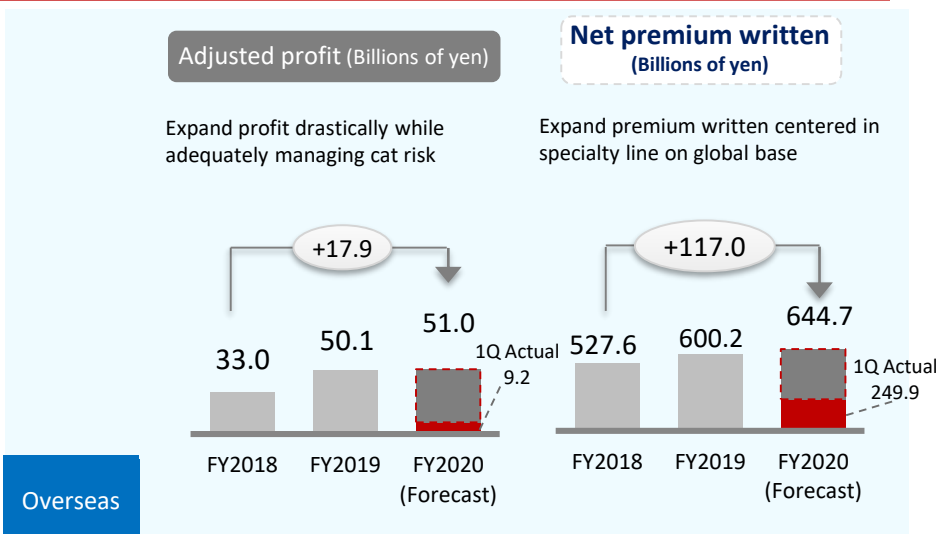 Adjusted profit (Billions of yen)
Net premium written
(Billions of yen)
Expand profit drastically while
adequately managing cat risk
Expand premium written centered in
specialty line on global base
+17.9
33.0
50.1
51.0
1Q Actual
9.2
FY2018
FY2019
FY2020
(Forecast)
+117.0
527.6
600.2
644.7
1Q Actual
249.9
FY2018
FY2019
FY2020
(Forecast)
Overseas